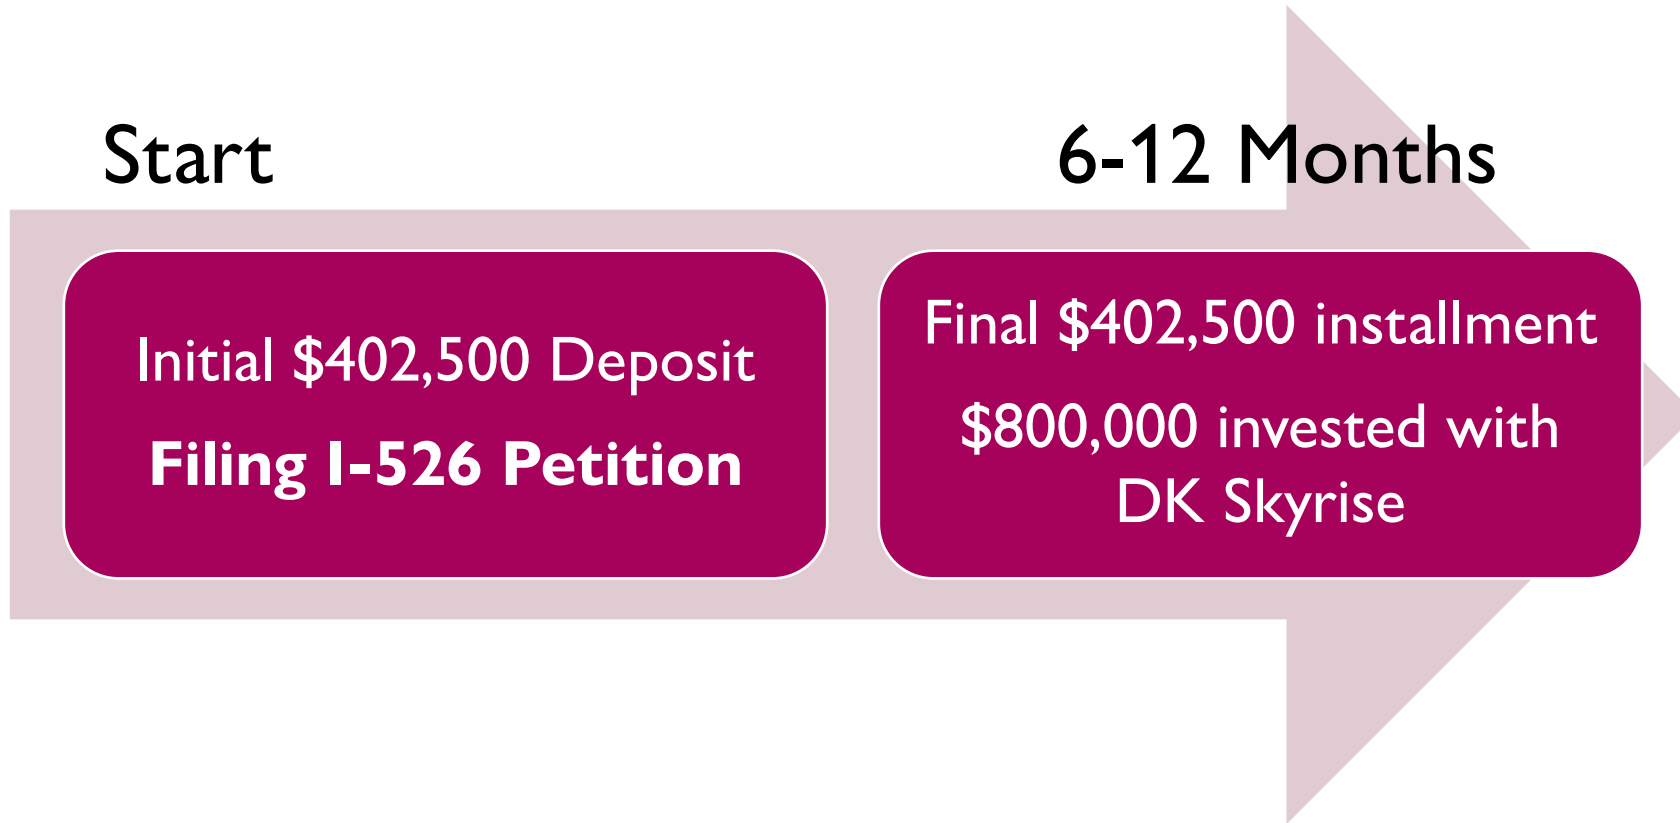 Start
6-12 Months
Initial $402,500 Deposit
Filing I-526 Petition
Final $402,500 installment
$800,000 invested with
DK Skyrise